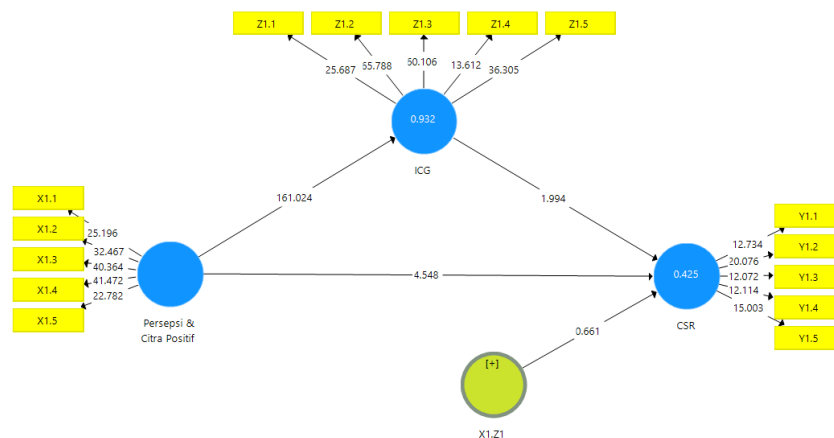 Z1.1
Z1.2
Z1.3
Z1.4
Z1.5
25.687
65.788
60.106
13.612
36.305
0.932
ICG
161.024
1.994
X1.1
X1.2
X1.3
X1.4
X1.5
25.196
32.467
40.364
41.472
22.782
Persepsi &
Citra Positif
4.548
0.425
CSR
Y1.1
Y1.2
Y1.3
Y1.4
Y1.5
12.734
20.076
12.072
12.114
15.003
0.661
[+]
X1.Z1